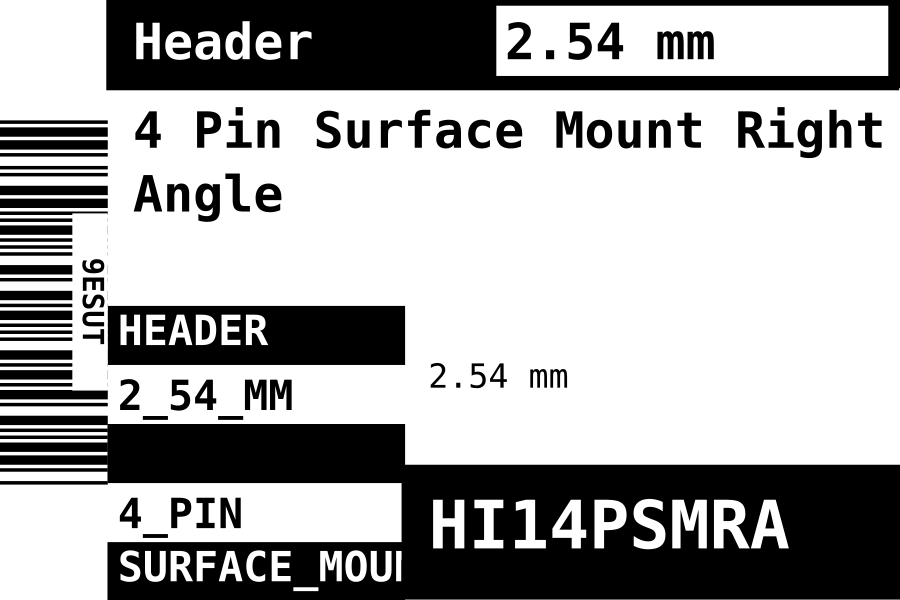 Header
2.54 mm
4 Pin Surface Mount Right
Angle
9ESUT
HEADER
2_54_MM
2.54 mm
4_PIN
SURFACE_MOU
HI14PSMRA